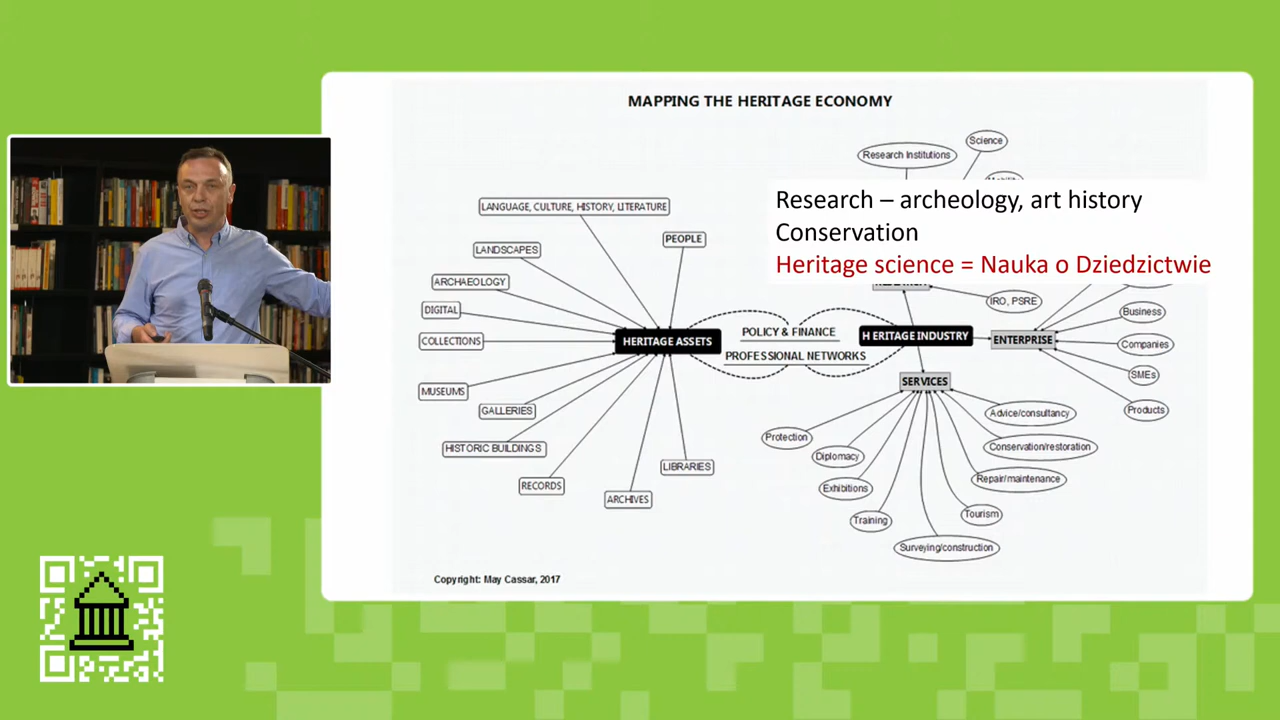 MAPPING THE HERITAGE ECONOMY
Science
Research Institutions
Research – archeology, art history
Conservation
Heritage science = Nauka o Dziedzictwie
LANGUAGE, CULTURE, HISTORY, LITERATURE
PEOPLE
LANDSCAPES
ARCHAEOLOGY
DIGITAL
COLLECTIONS
MUSEUMS
GALLERIES
HISTORIC BUILDINGS
RECORDS
ARCHIVES
LIBRARIES
HERITAGE ASSETS
POLICY & FINANCE
PROFESSIONAL NETWORKS
H ERITAGE INDUSTRY
IRO, PSRE
ENTERPRISE
Business
Companies
SMEs
Products
SERVICES
Protection
Diplomacy
Exhibitions
Training
Surveying/construction
Tourism
Repair/maintenance
Conservation/restoration
Advice/consultancy
Copyright: May Cassar, 2017